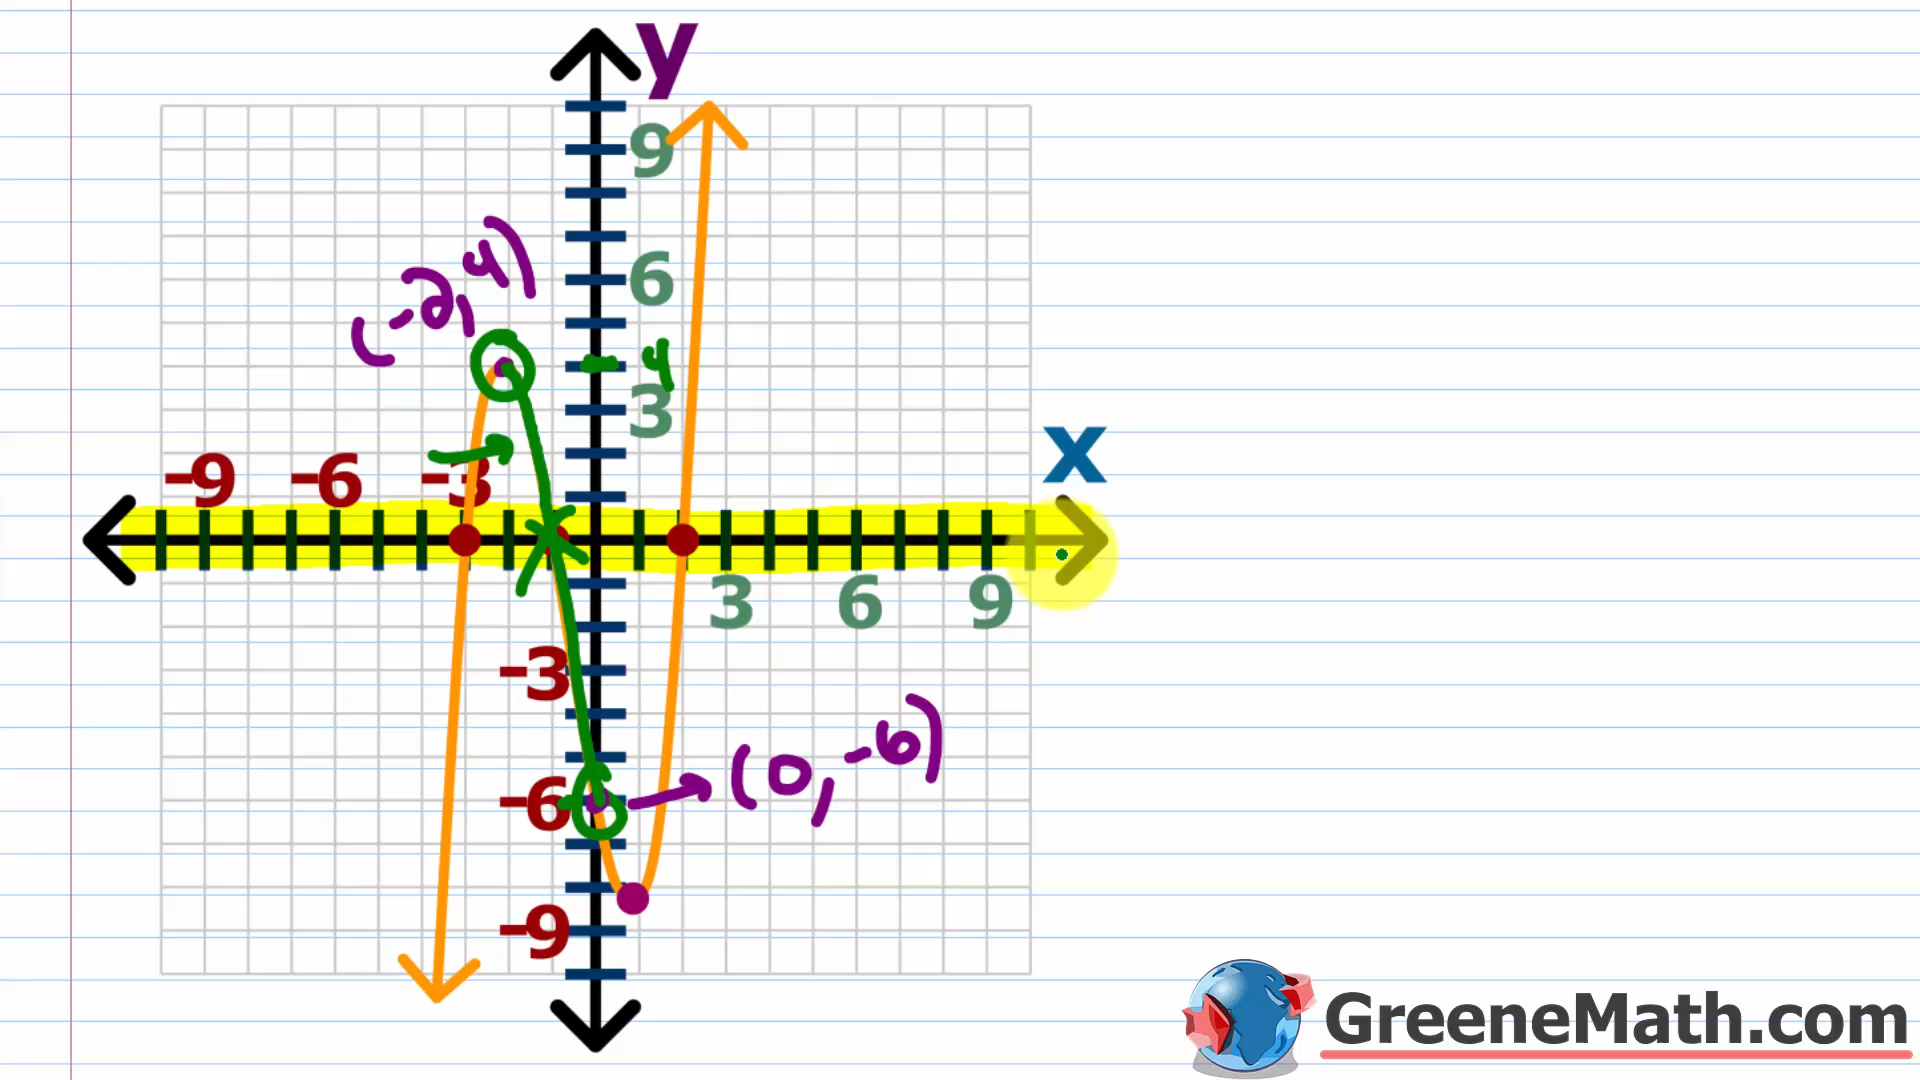 y
9
(-2,4)
6
4
3
x
-9 -6 -3
3 6 9
-3
(0,-6)
-6
-9
GreeneMath.com